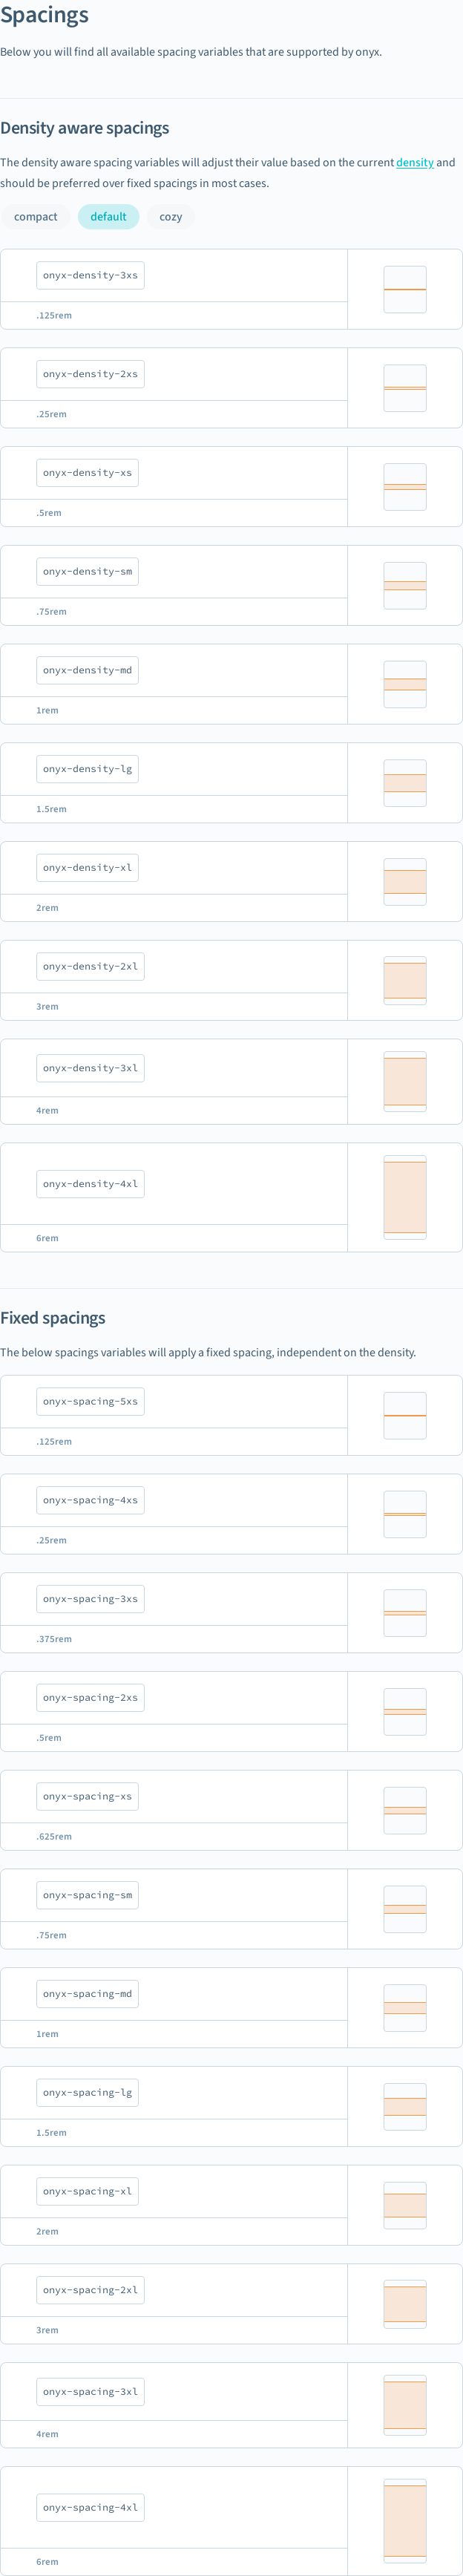 Spacings
Below you will find all available spacing variables that are supported by onyx.
Density aware spacings
The density aware spacing variables will adjust their value based on the current density and
should be preferred over fixed spacings in most cases.
compact default cozy
onyx-density-3xs
.125rem
onyx-density-2xs
.25rem
onyx-density-xs
.5rem
onyx-density-sm
.75rem
onyx-density-md
1rem
onyx-density-lg
1.5rem
onyx-density-xl
2rem
onyx-density-2xl
3rem
onyx-density-3xl
4rem
onyx-density-4xl
6rem
Fixed spacings
The below spacings variables will apply a fixed spacing, independent on the density.
onyx-spacing-5xs
.125rem
onyx-spacing-4xs
.25rem
onyx-spacing-3xs
.375rem
onyx-spacing-2xs
.5rem
onyx-spacing-xs
.625rem
onyx-spacing-sm
.75rem
onyx-spacing-md
1rem
onyx-spacing-lg
1.5rem
onyx-spacing-xl
2rem
onyx-spacing-2xl
3rem
onyx-spacing-3xl
4rem
onyx-spacing-4xl
6rem